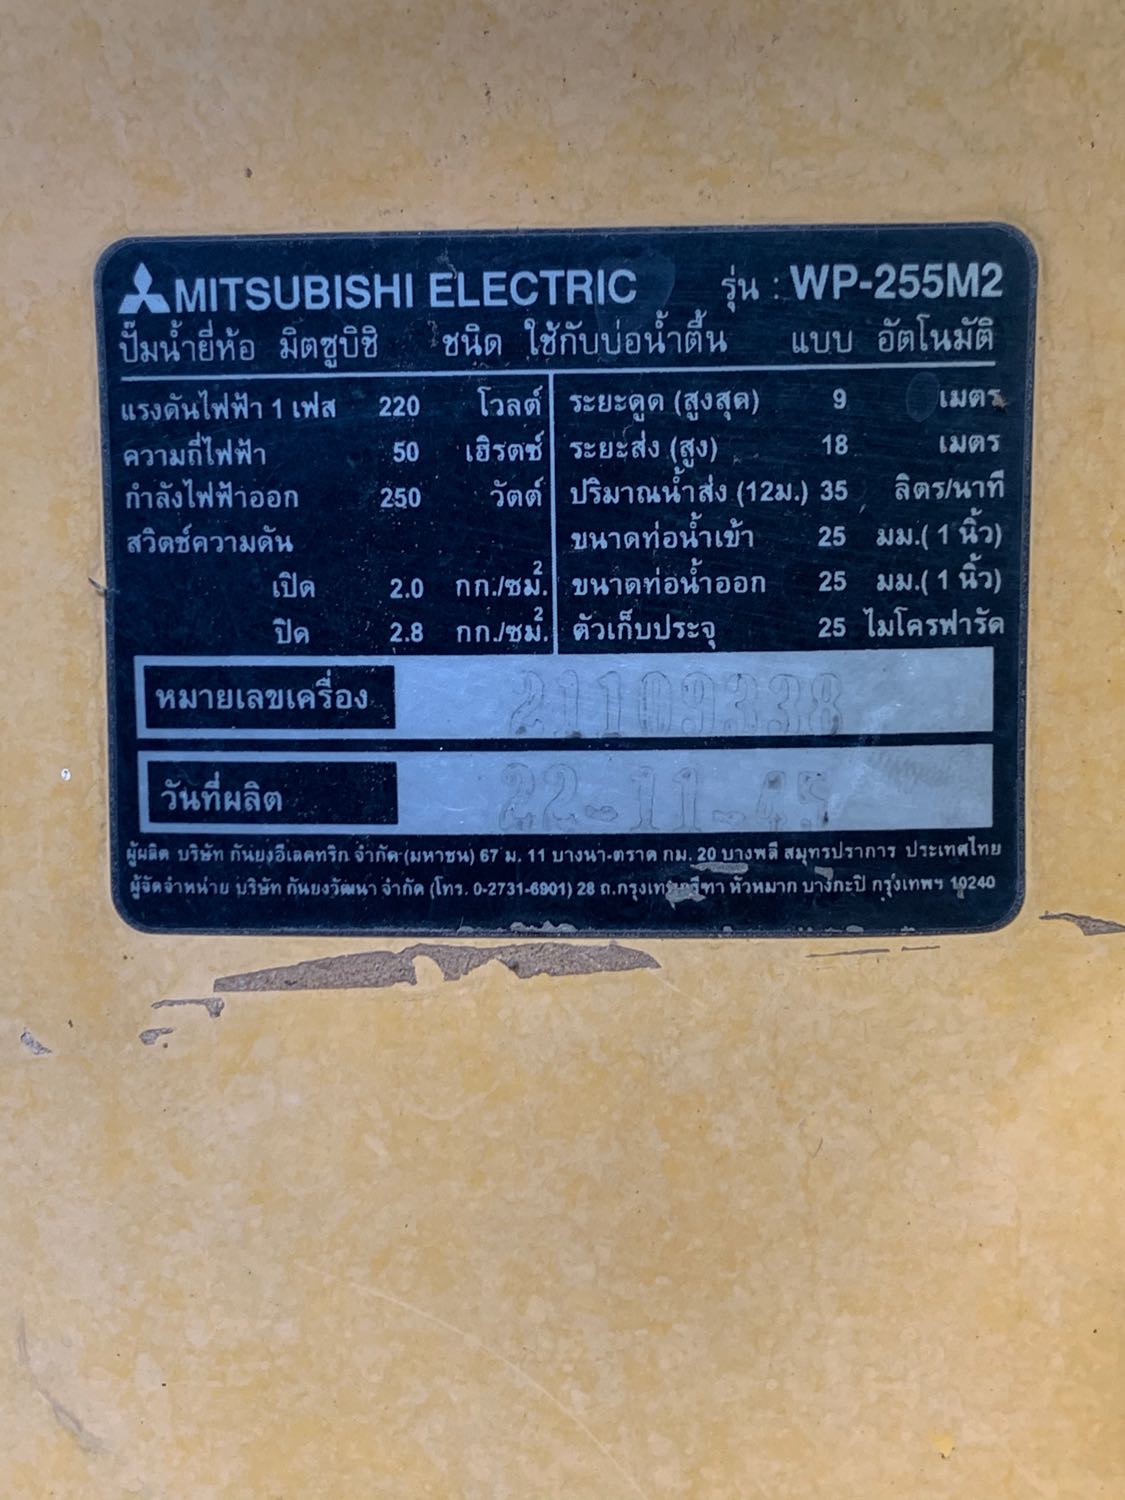 MITSUBISHI ELECTRIC รุ่น : WP-255M2
ปั๊มน้ำยี่ห้อ มิตซูบิชิ ชนิด ใช้กับบ่อน้ำตื้น แบบ อัตโนมัติ
แรงดันไฟฟ้า 1 เฟส 220 โวลต์
ความถี่ไฟฟ้า 50 เฮิรตซ์
กำลังไฟฟ้าออก 250 วัตต์
สวิตช์ความดัน
เปิด 2.0 กก./ซม.²
ปิด 2.8 กก./ซม.²
ระยะดูด (สูงสุด) 9 เมตร
ระยะส่ง (สูง) 18 เมตร
ปริมาณน้ำส่ง (12ม.) 35 ลิตร/นาที
ขนาดท่อน้ำเข้า 25 มม.( 1 นิ้ว)
ขนาดท่อน้ำออก 25 มม.( 1 นิ้ว)
ตัวเก็บประจุ 25 ไมโครฟารัด
หมายเลขเครื่อง 21109338
วันที่ผลิต 22-11-45
ผู้ผลิต บริษัท กันยงอีเลคทริก จำกัด (มหาชน) 67 ม. 11 บางนา-ตราด กม. 20 บางพลี สมุทรปราการ ประเทศไทย
ผู้จัดจำหน่าย บริษัท กันยงวัฒนา จำกัด (โทร. 0-2731-6901) 28 ถ.กรุงเทพกรีฑา หัวหมาก บางกะปิ กรุงเทพฯ 10240